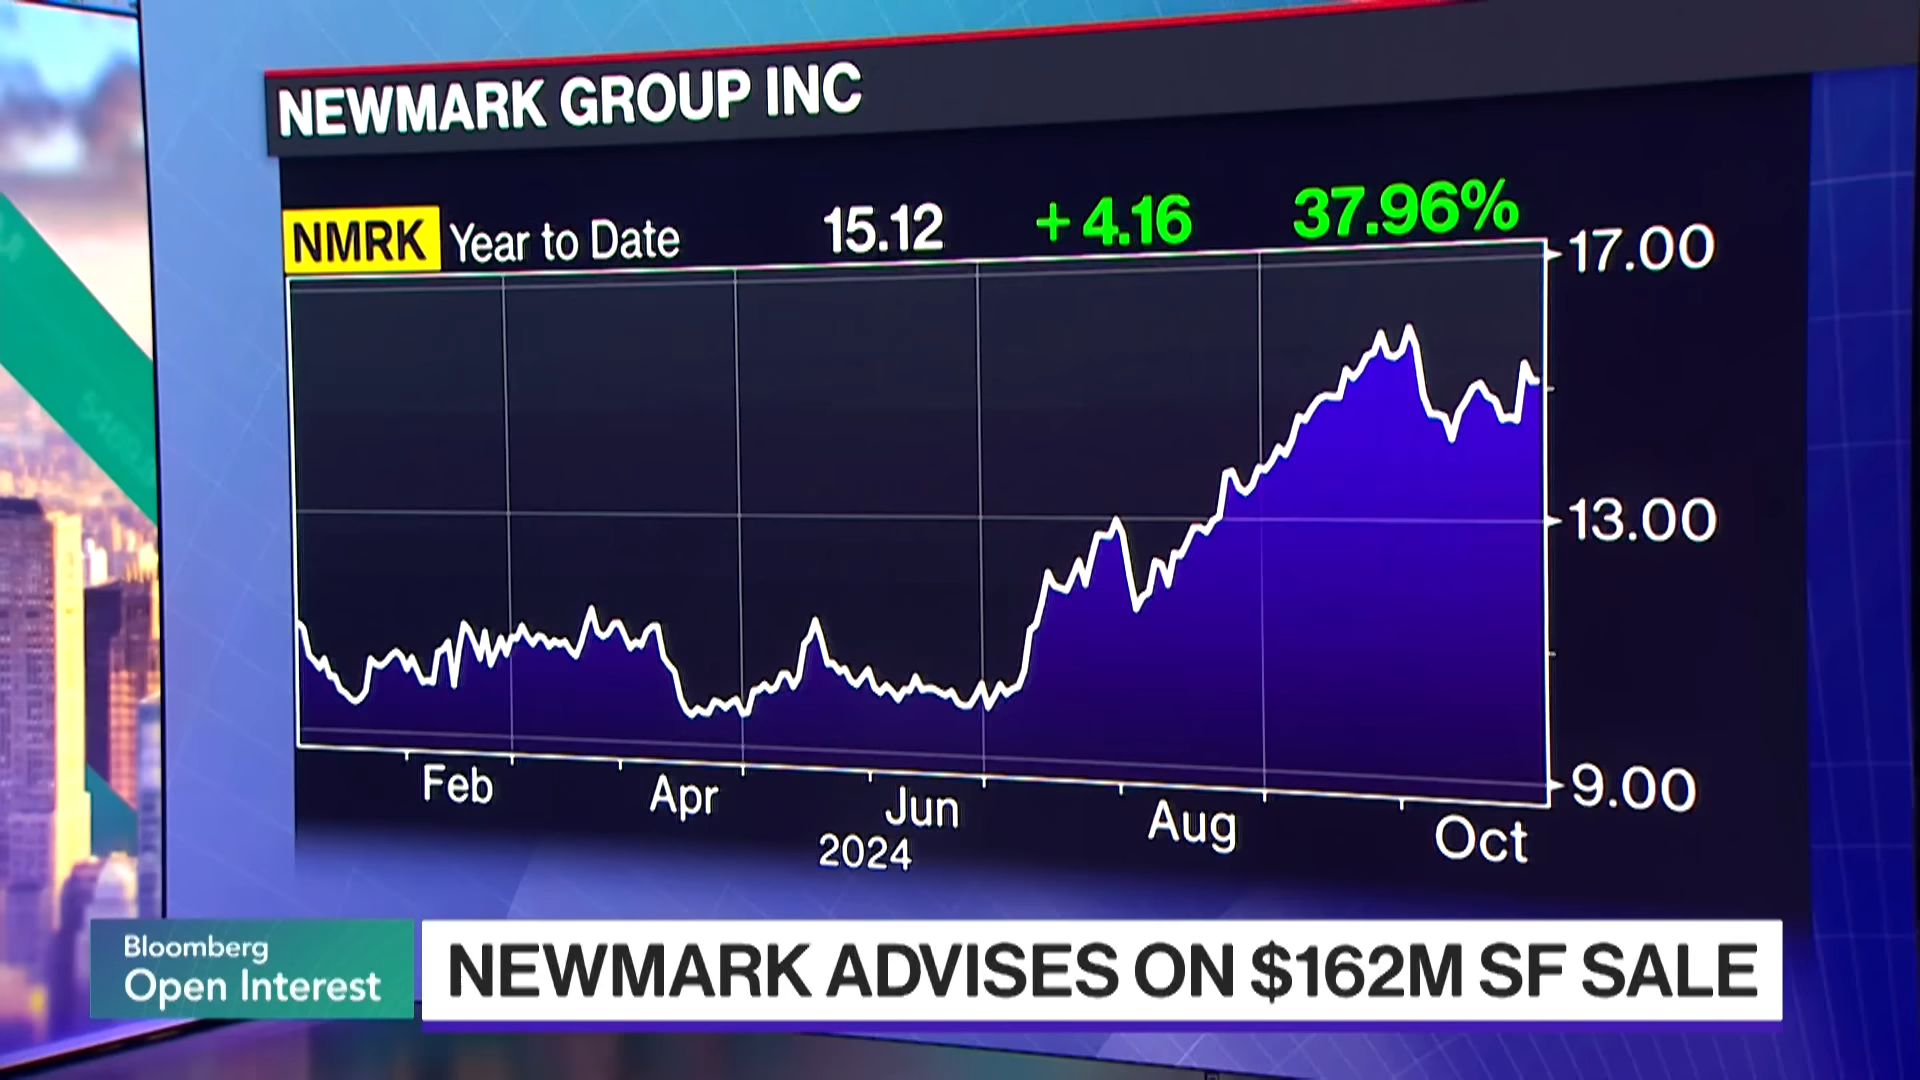 NEWMARK GROUP INC
NMRK Year to Date 15.12 +4.16 37.96%
17.00
13.00
9.00
Feb Apr Jun Aug Oct
2024
Bloomberg
Open Interest
NEWMARK ADVISES ON $162M SF SALE